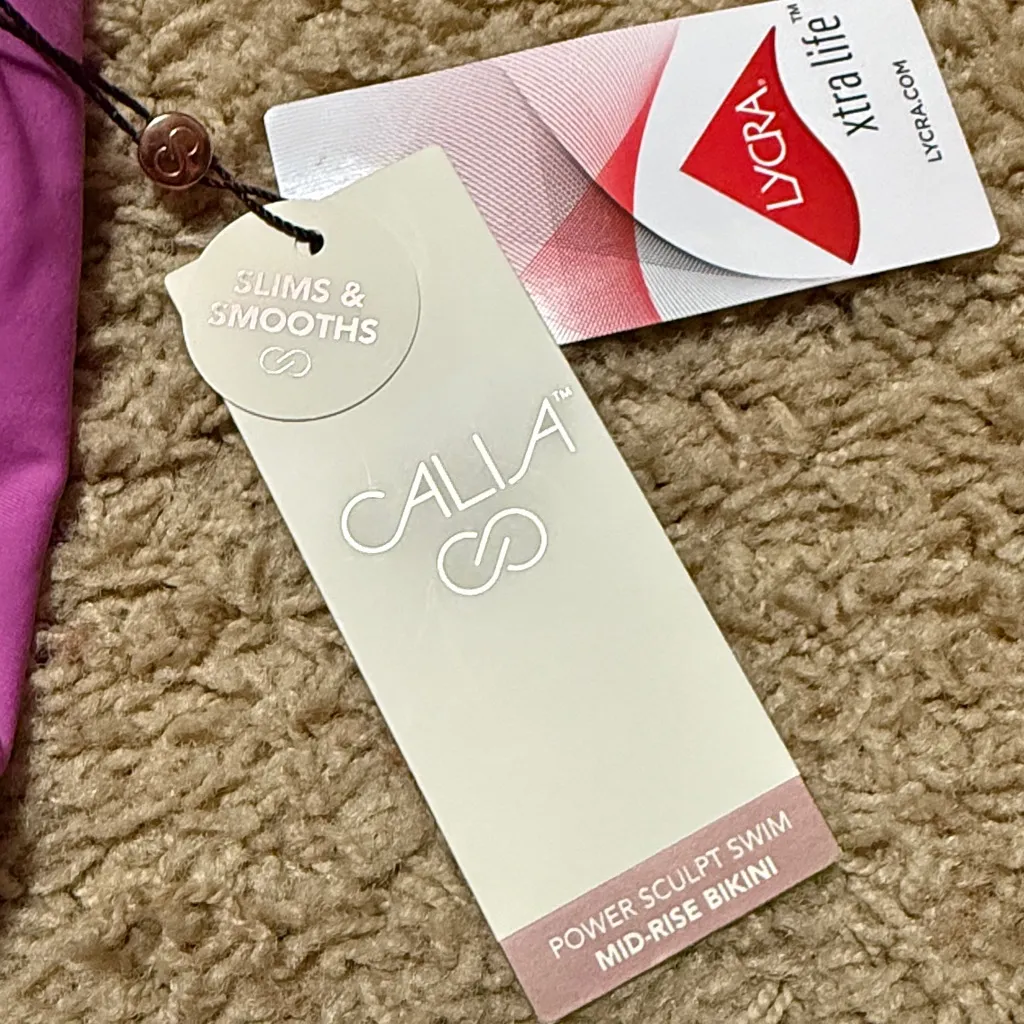 SLIMS &
SMOOTHS
CALIA™
POWER SCULPT SWIM
MID-RISE BIKINI
LYCRA®
xtra life™
LYCRA.COM